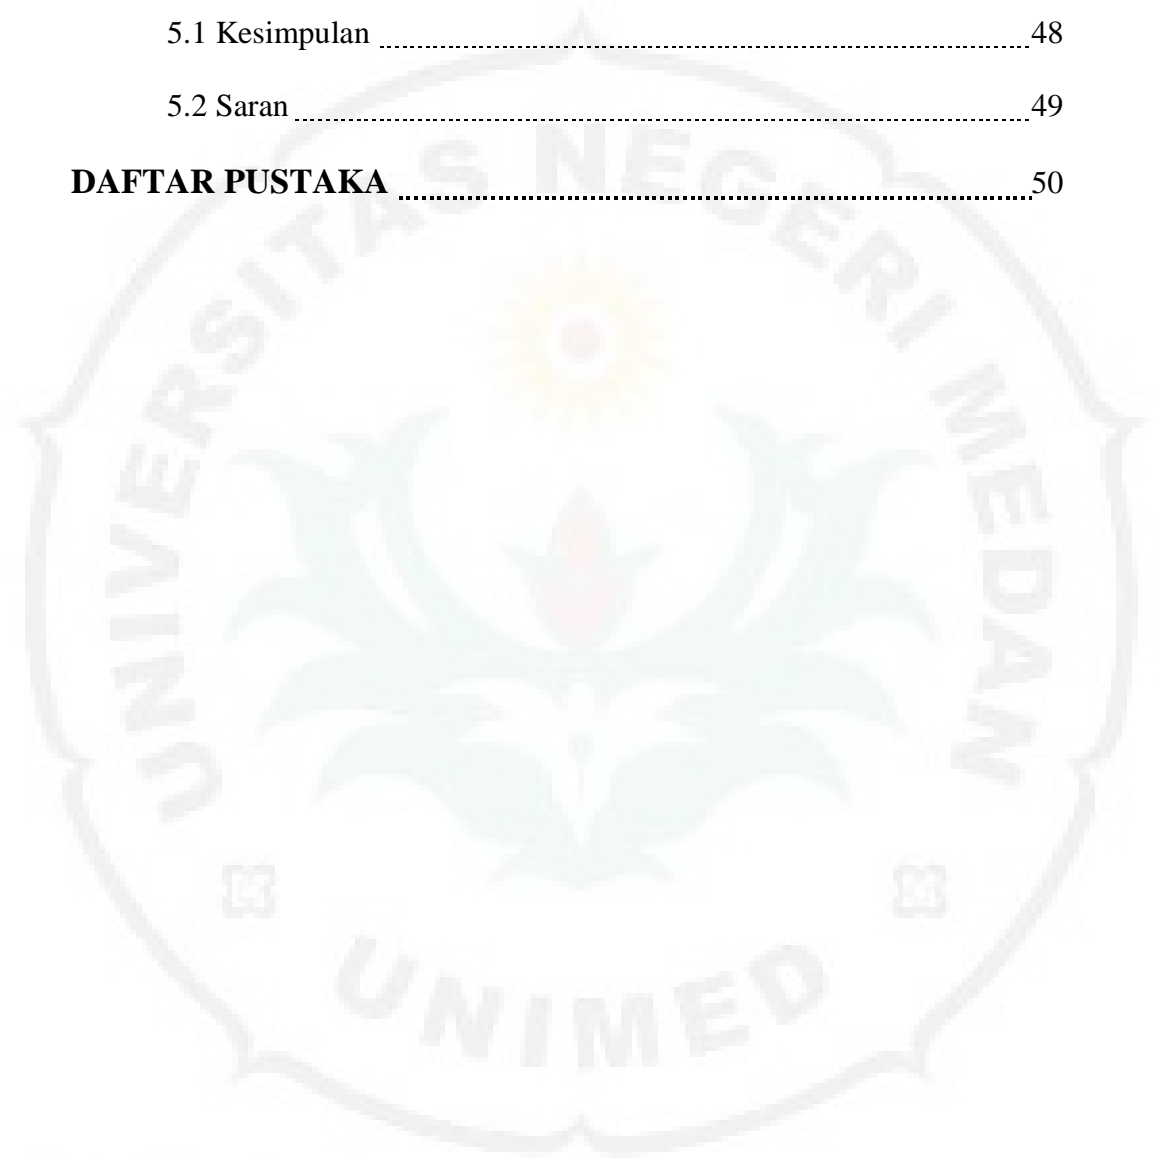 5.1 Kesimpulan ........ 48
5.2 Saran ........ 49
DAFTAR PUSTAKA ........ 50
UNIVERSITAS NEGERI MEDAN
UNIMED